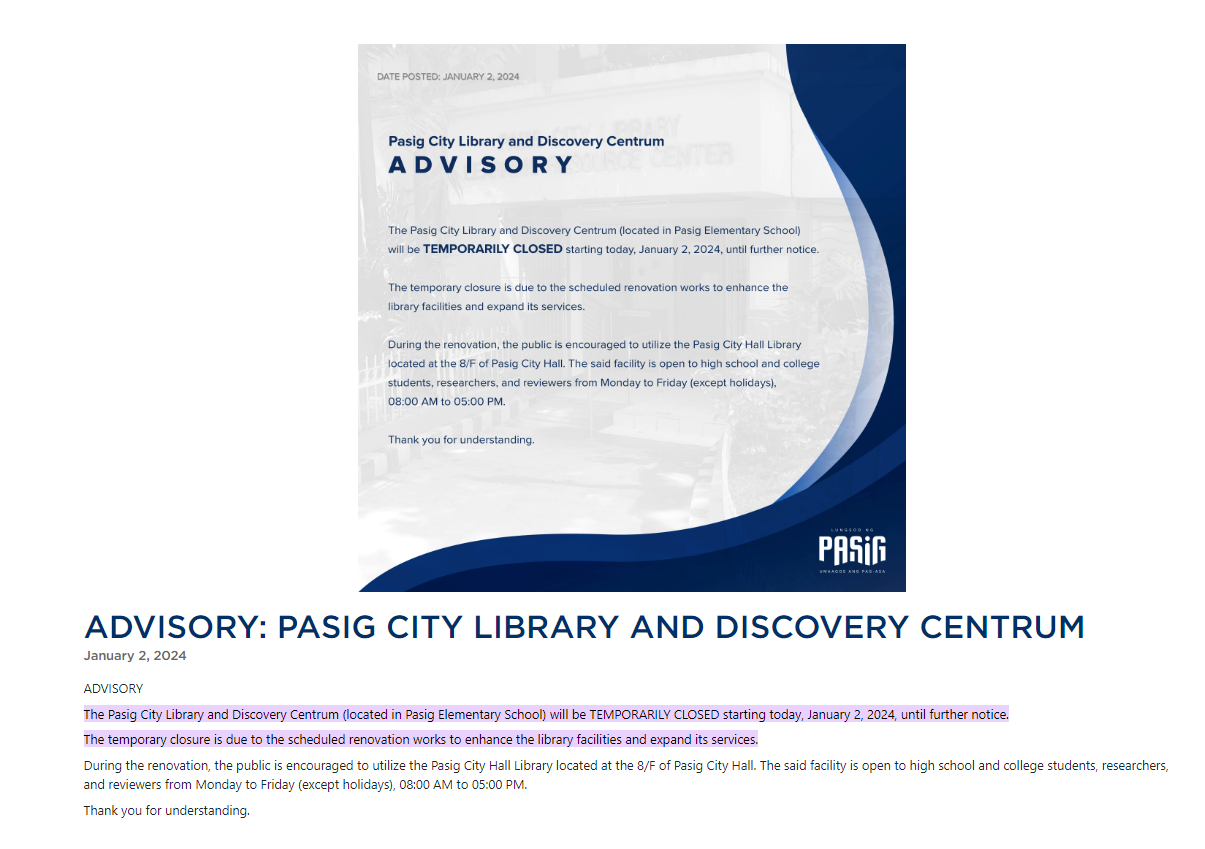 DATE POSTED: JANUARY 2, 2024
Pasig City Library and Discovery Centrum
ADVISORY
The Pasig City Library and Discovery Centrum (located in Pasig Elementary School)
will be TEMPORARILY CLOSED starting today, January 2, 2024, until further notice.
The temporary closure is due to the scheduled renovation works to enhance the
library facilities and expand its services.
During the renovation, the public is encouraged to utilize the Pasig City Hall Library
located at the 8/F of Pasig City Hall. The said facility is open to high school and college
students, researchers, and reviewers from Monday to Friday (except holidays),
08:00 AM to 05:00 PM.
Thank you for understanding.
LUNGSOD NG
PASIG
UMAAGOS ANG PAG-ASA
ADVISORY: PASIG CITY LIBRARY AND DISCOVERY CENTRUM
January 2, 2024
ADVISORY
The Pasig City Library and Discovery Centrum (located in Pasig Elementary School) will be TEMPORARILY CLOSED starting today, January 2, 2024, until further notice.
The temporary closure is due to the scheduled renovation works to enhance the library facilities and expand its services.
During the renovation, the public is encouraged to utilize the Pasig City Hall Library located at the 8/F of Pasig City Hall. The said facility is open to high school and college students, researchers,
and reviewers from Monday to Friday (except holidays), 08:00 AM to 05:00 PM.
Thank you for understanding.